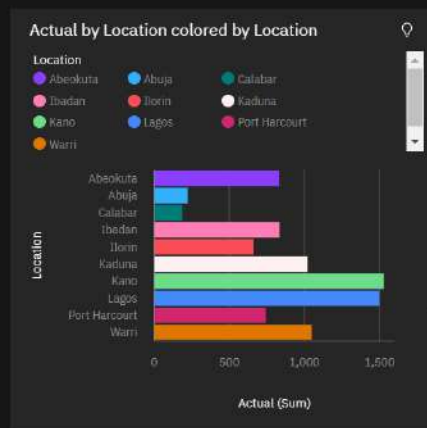 Actual by Location colored by Location
Location
Abeokuta Abuja Calabar
Ibadan Ilorin Kaduna
Kano Lagos Port Harcourt
Warri
Abeokuta
Abuja
Calabar
Ibadan
Ilorin
Kaduna
Kano
Lagos
Port Harcourt
Warri
Location
0 500 1,000 1,500
Actual (Sum)